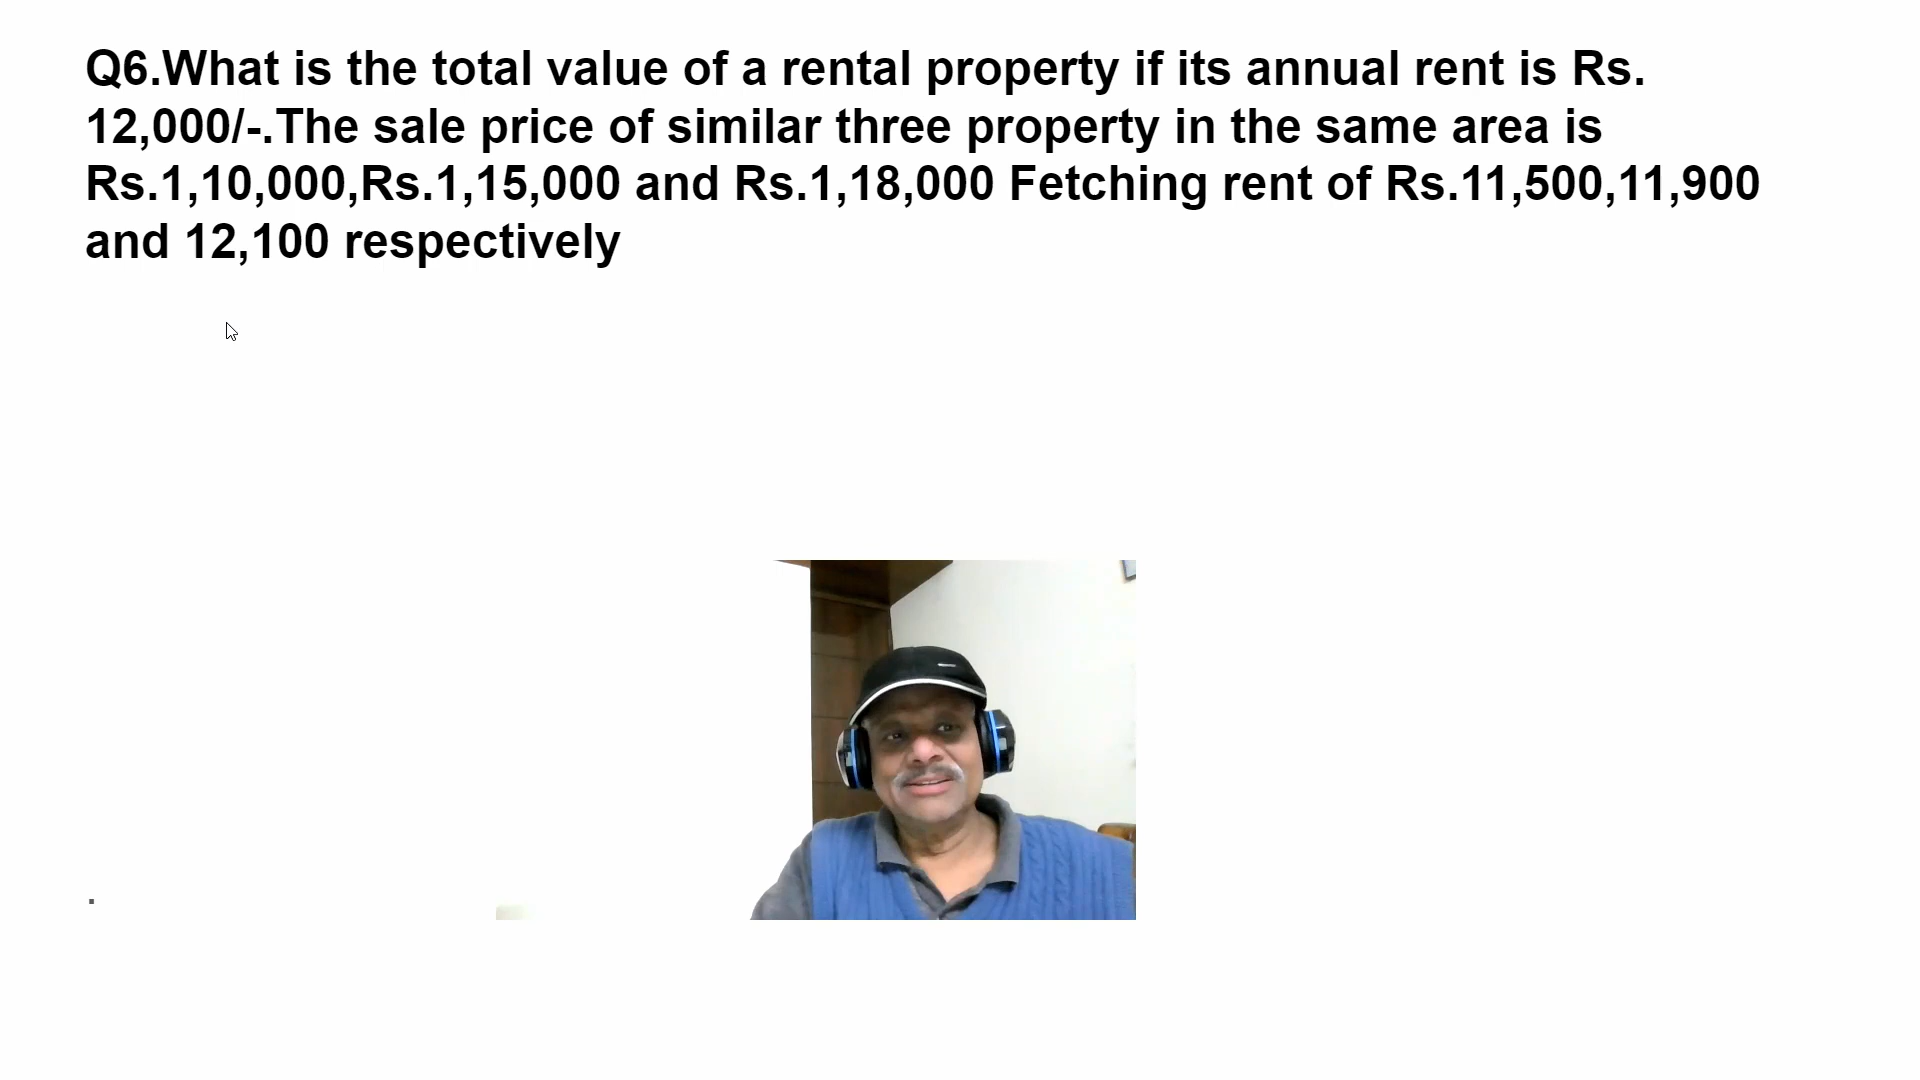 Q6.What is the total value of a rental property if its annual rent is Rs.
12,000/-.The sale price of similar three property in the same area is
Rs.1,10,000,Rs.1,15,000 and Rs.1,18,000 Fetching rent of Rs.11,500,11,900
and 12,100 respectively
.